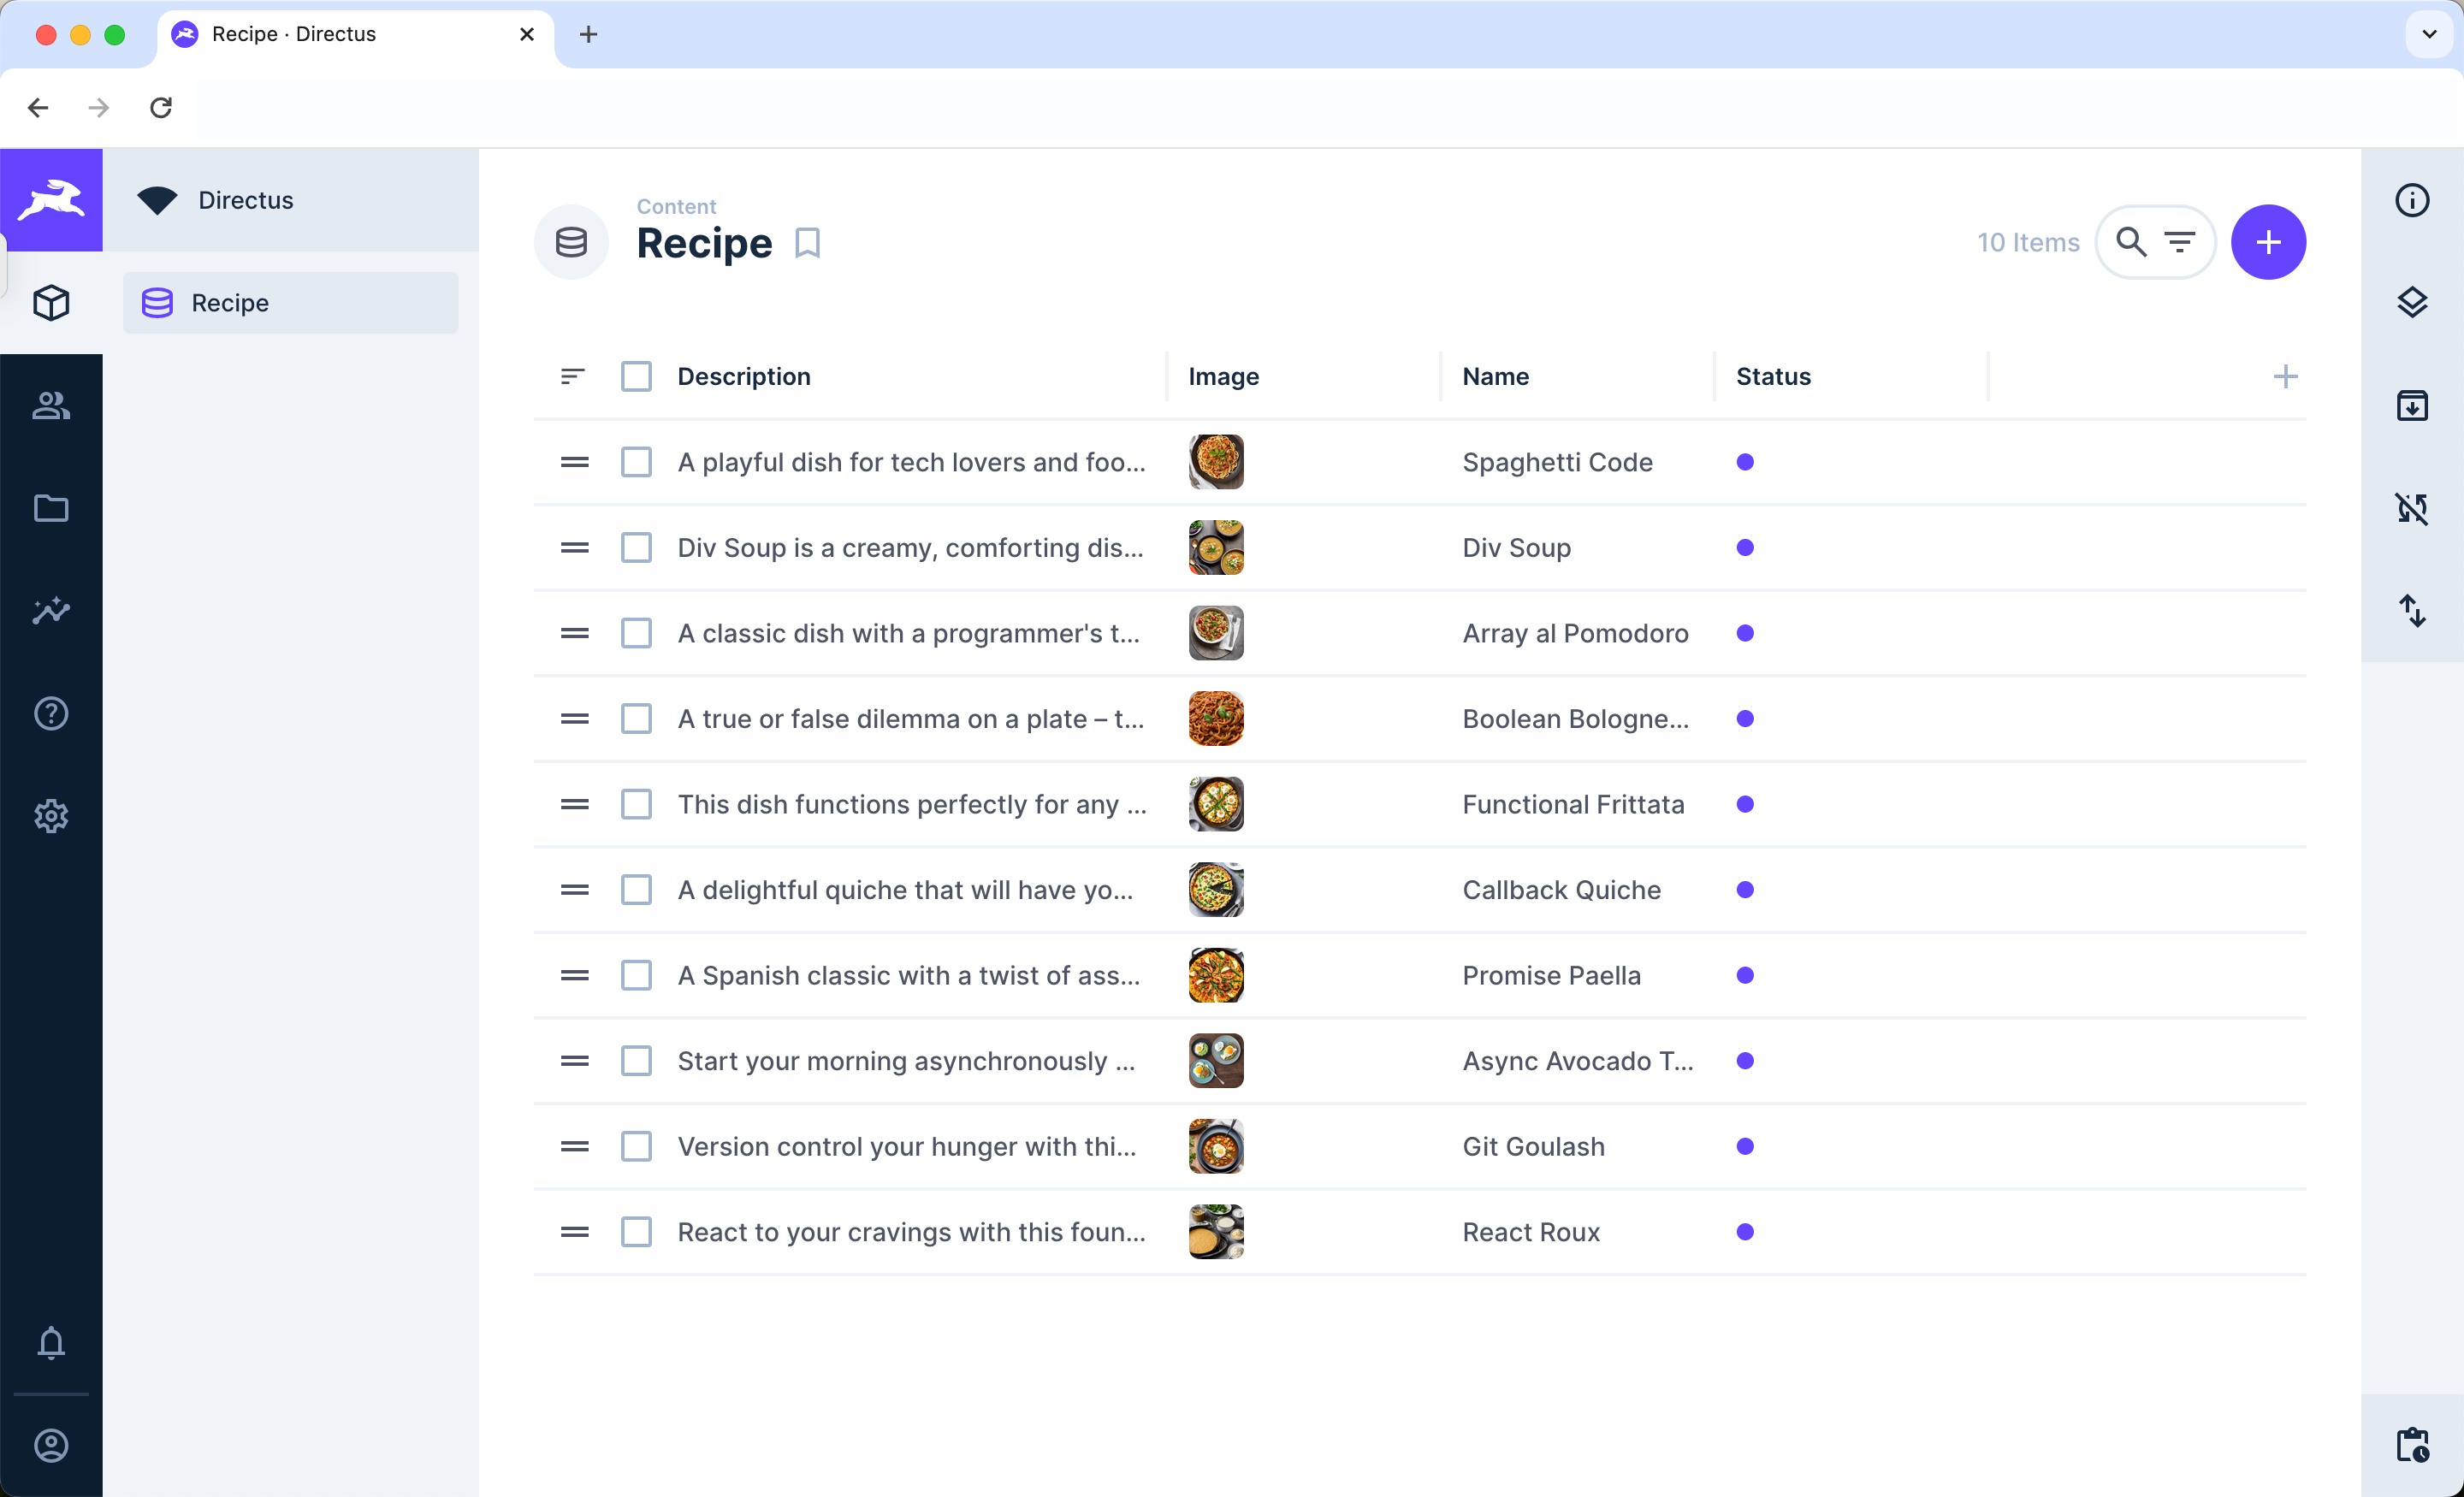 Recipe · Directus
Directus
Recipe
Content
Recipe
10 Items
Description Image Name Status
A playful dish for tech lovers and foo... Spaghetti Code
Div Soup is a creamy, comforting dis... Div Soup
A classic dish with a programmer's t... Array al Pomodoro
A true or false dilemma on a plate – t... Boolean Bologne...
This dish functions perfectly for any ... Functional Frittata
A delightful quiche that will have yo... Callback Quiche
A Spanish classic with a twist of ass... Promise Paella
Start your morning asynchronously ... Async Avocado T...
Version control your hunger with thi... Git Goulash
React to your cravings with this foun... React Roux